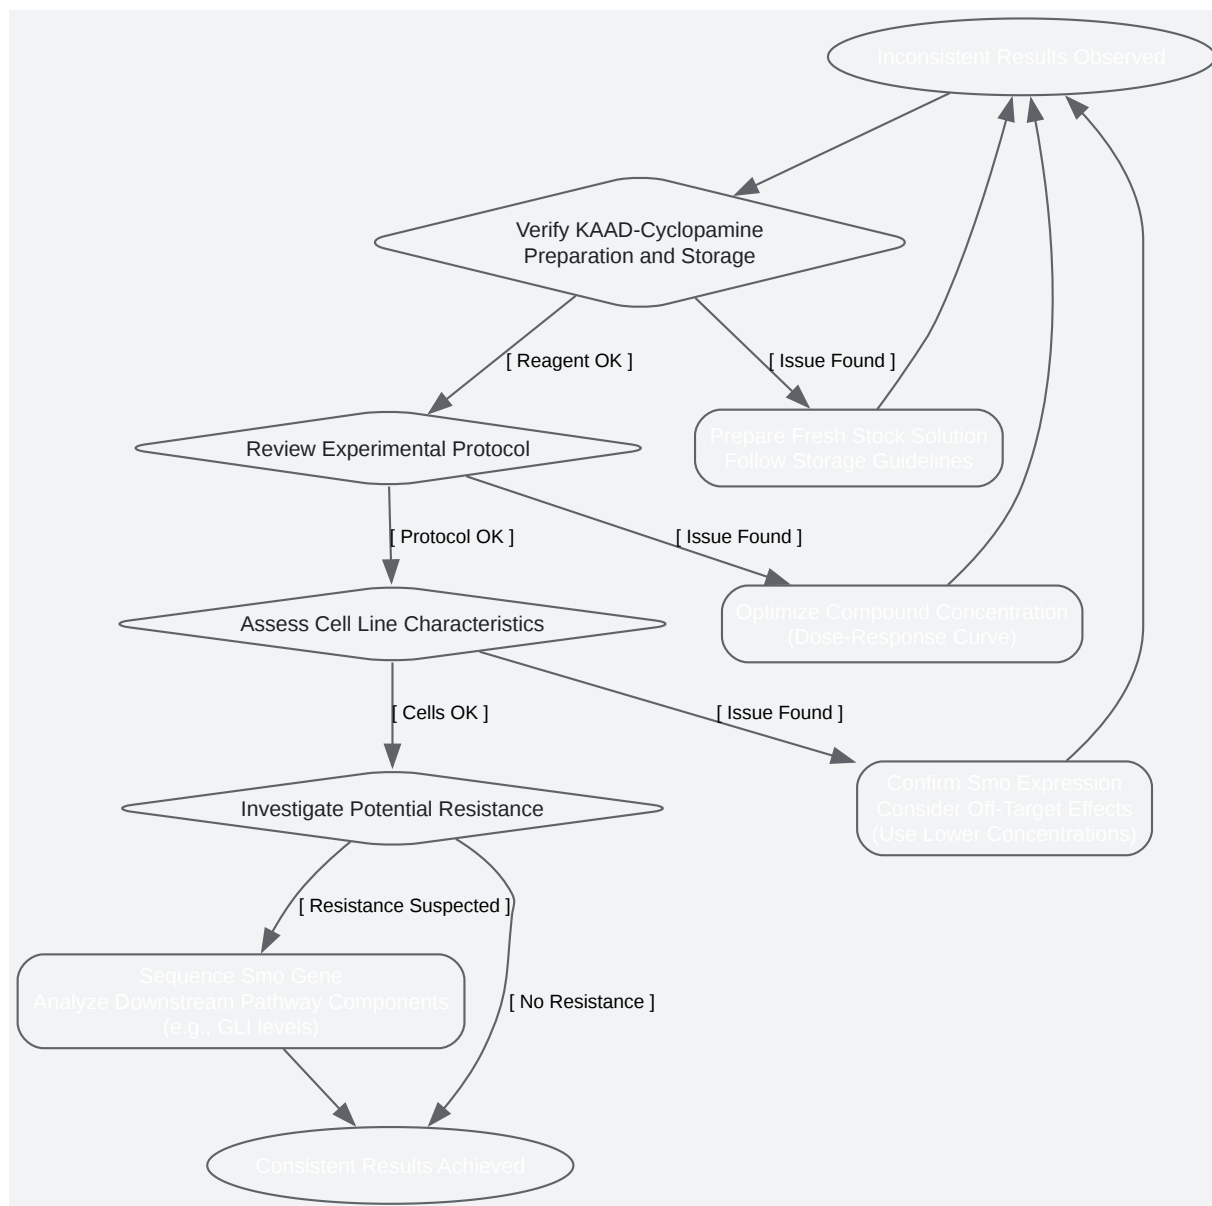 Inconsistent Results Observed
Verify KAAD-Cyclopamine
Preparation and Storage
[ Reagent OK ]
[ Issue Found ]
Review Experimental Protocol
Prepare Fresh Stock Solution
Follow Storage Guidelines
[ Protocol OK ]
[ Issue Found ]
Assess Cell Line Characteristics
Optimize Compound Concentration
(Dose-Response Curve)
[ Cells OK ]
[ Issue Found ]
Investigate Potential Resistance
Confirm Smo Expression
Consider Off-Target Effects
(Use Lower Concentrations)
[ Resistance Suspected ]
Sequence Smo Gene
Analyze Downstream Pathway Components
(e.g., GLI levels)
[ No Resistance ]
Consistent Results Achieved